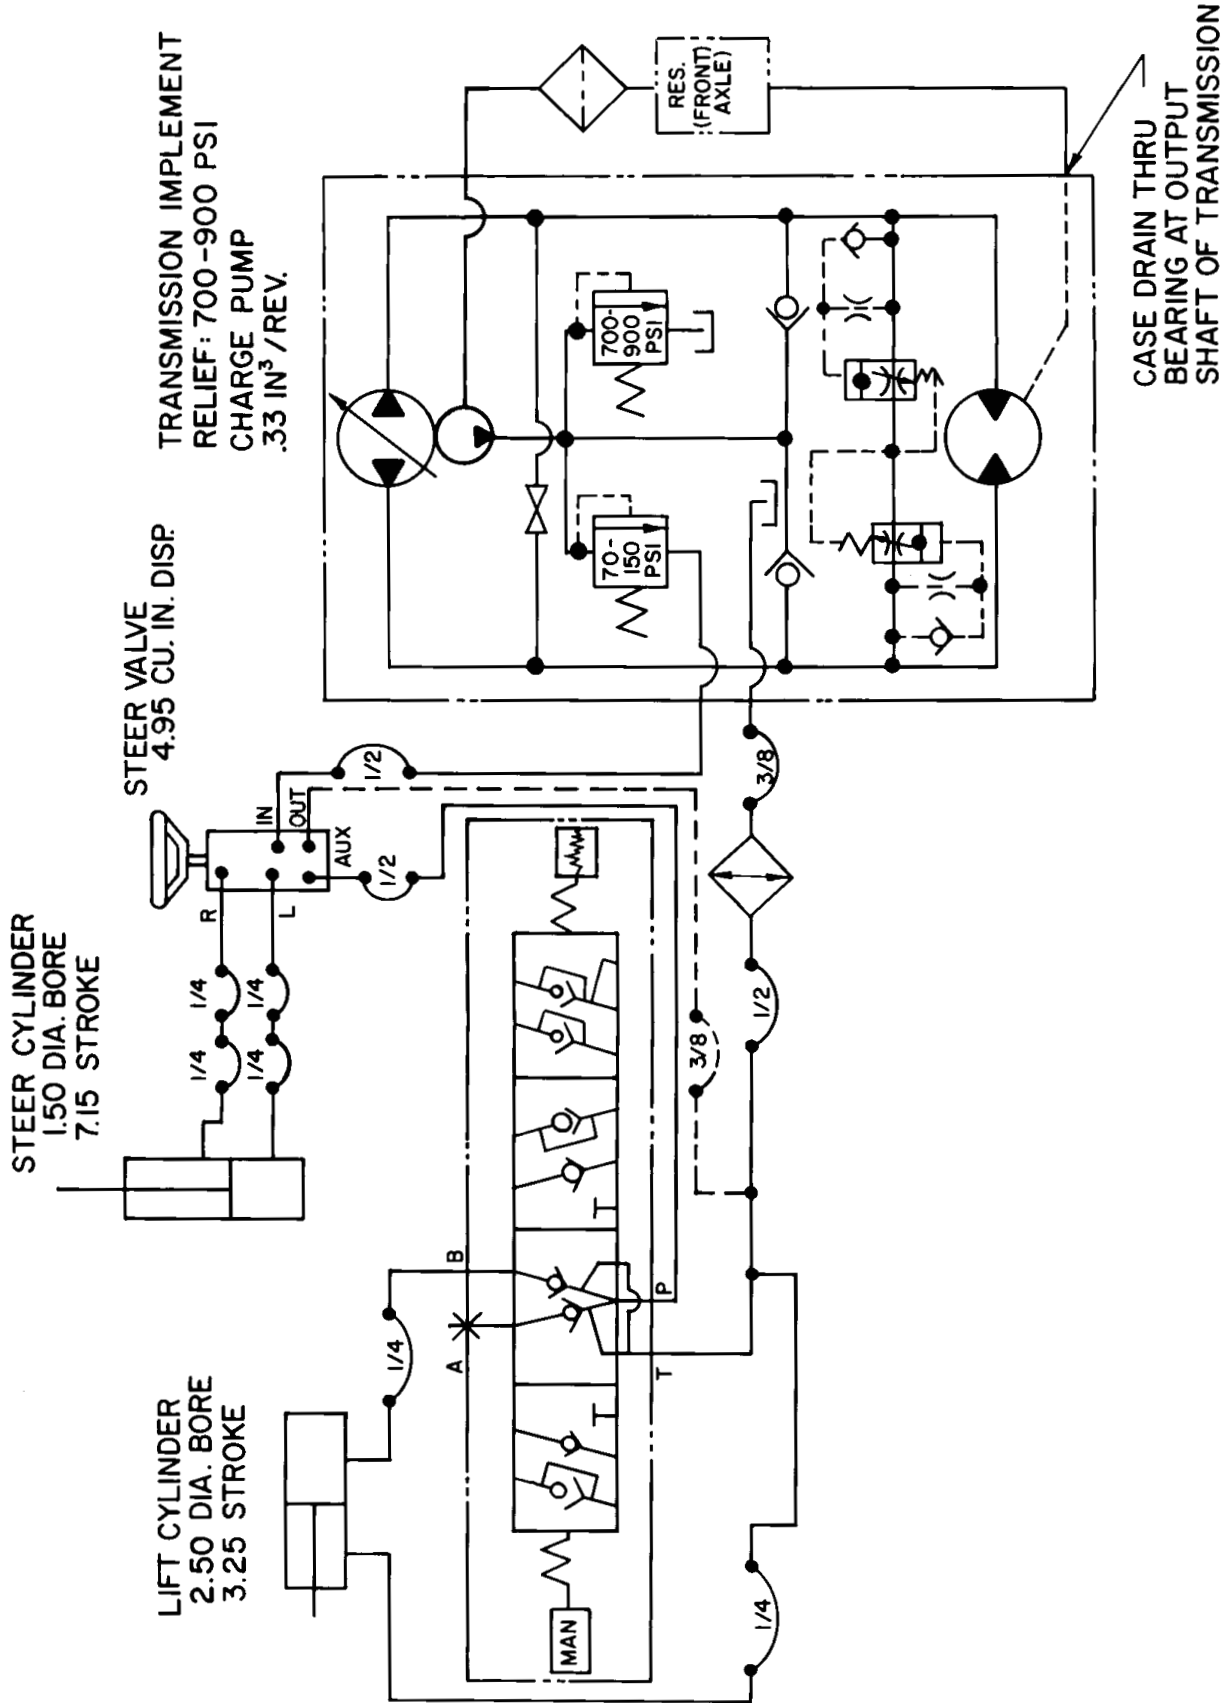 STEER CYLINDER
1.50 DIA. BORE
7.15 STROKE
STEER VALVE
4.95 CU. IN. DISP.
TRANSMISSION IMPLEMENT
RELIEF: 700-900 PSI
CHARGE PUMP
.33 IN³/REV.
LIFT CYLINDER
2.50 DIA. BORE
3.25 STROKE
1/4
1/4
1/4
1/4
R
L
IN
OUT
AUX
1/2
1/2
1/4
A
B
T
P
MAN
1/4
3/8
1/2
3/8
70-
150
PSI
700-
900
PSI
RES.
(FRONT)
AXLE)
CASE DRAIN THRU
BEARING AT OUTPUT
SHAFT OF TRANSMISSION